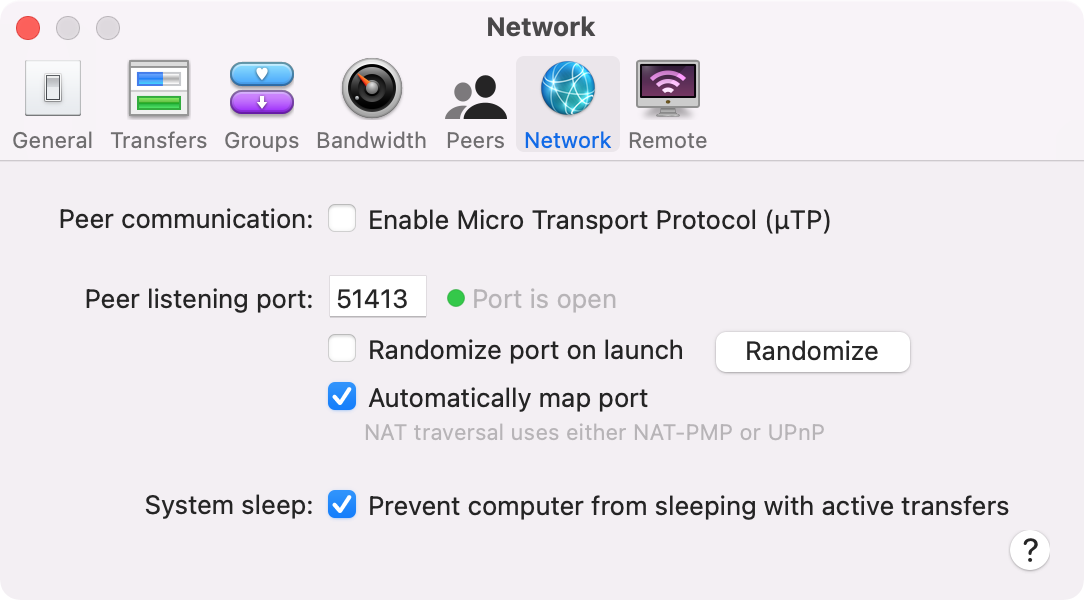 Network
General Transfers Groups Bandwidth Peers Network Remote
Peer communication: Enable Micro Transport Protocol (µTP)
Peer listening port: 51413 Port is open
Randomize port on launch Randomize
Automatically map port
NAT traversal uses either NAT-PMP or UPnP
System sleep: Prevent computer from sleeping with active transfers
?